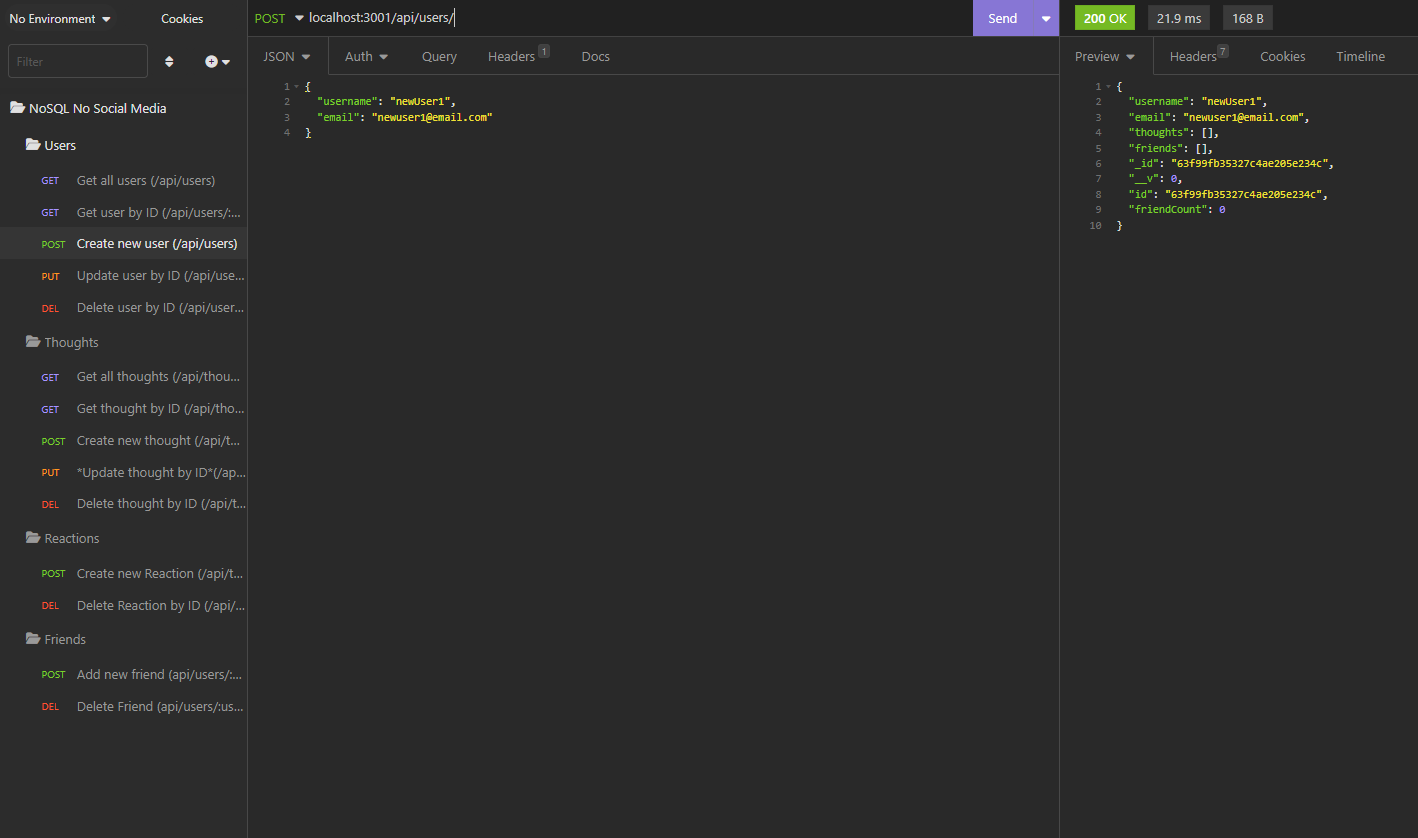 No Environment
Cookies
Filter
NoSQL No Social Media
Users
GET Get all users (/api/users)
GET Get user by ID (/api/users/:...
POST Create new user (/api/users)
PUT Update user by ID (/api/use...
DEL Delete user by ID (/api/user...
Thoughts
GET Get all thoughts (/api/thou...
GET Get thought by ID (/api/tho...
POST Create new thought (/api/t...
PUT *Update thought by ID*(/ap...
DEL Delete thought by ID (/api/t...
Reactions
POST Create new Reaction (/api/t...
DEL Delete Reaction by ID (/api/...
Friends
POST Add new friend (api/users/:...
DEL Delete Friend (api/users/:us...
POST localhost:3001/api/users/
Send
JSON Auth Query Headers 1 Docs
1 {
2 "username": "newUser1",
3 "email": "newuser1@email.com"
4 }
200 OK 21.9 ms 168 B
Preview Headers 7 Cookies Timeline
1 {
2 "username": "newUser1",
3 "email": "newuser1@email.com",
4 "thoughts": [],
5 "friends": [],
6 "_id": "63f99fb35327c4ae205e234c",
7 "__v": 0,
8 "id": "63f99fb35327c4ae205e234c",
9 "friendCount": 0
10 }